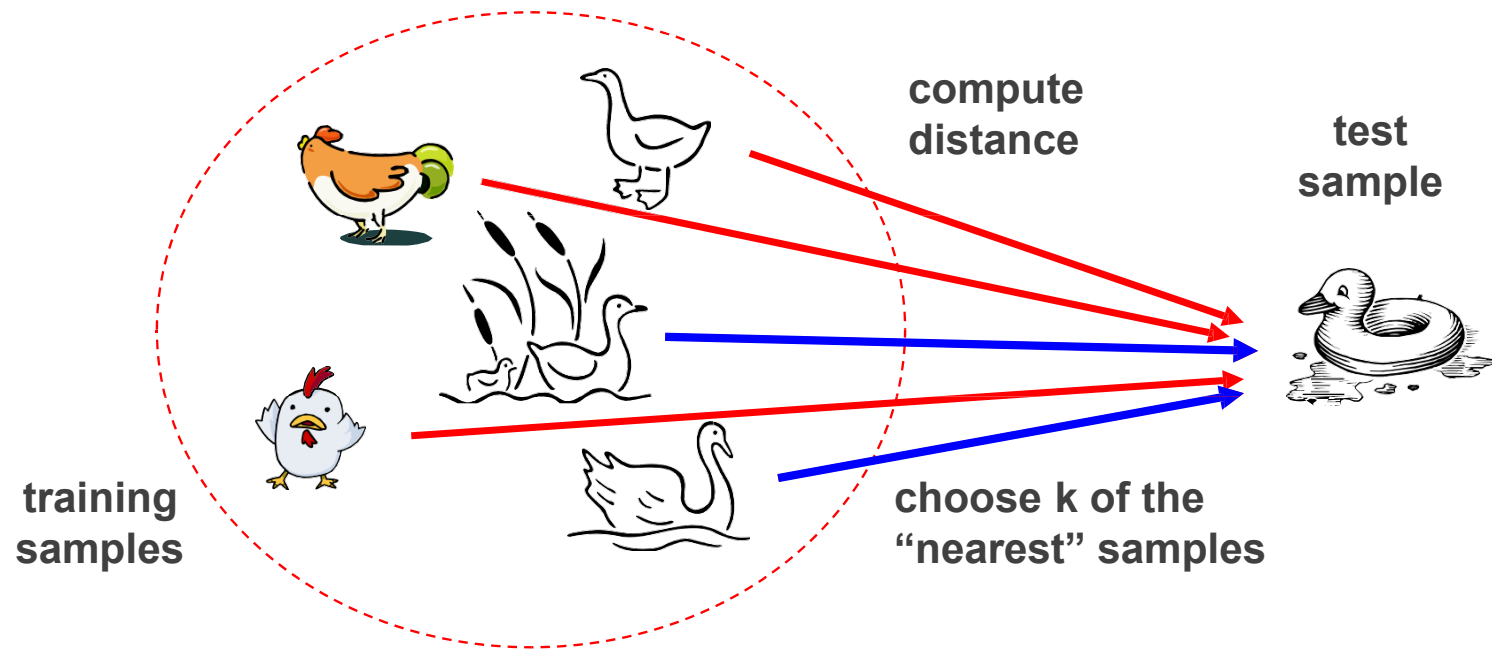 compute
distance
test
sample
training
samples
choose k of the
“nearest” samples